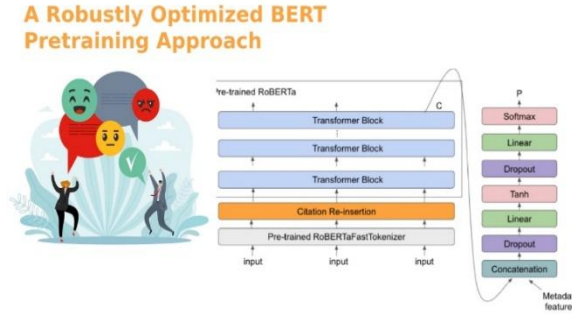 A Robustly Optimized BERT
Pretraining Approach
Pre-trained RoBERTa
C
Transformer Block
Transformer Block
Transformer Block
Citation Re-insertion
Pre-trained RoBERTaFastTokenizer
input input input
P
Softmax
Linear
Dropout
Tanh
Linear
Dropout
Concatenation
Metada
feature